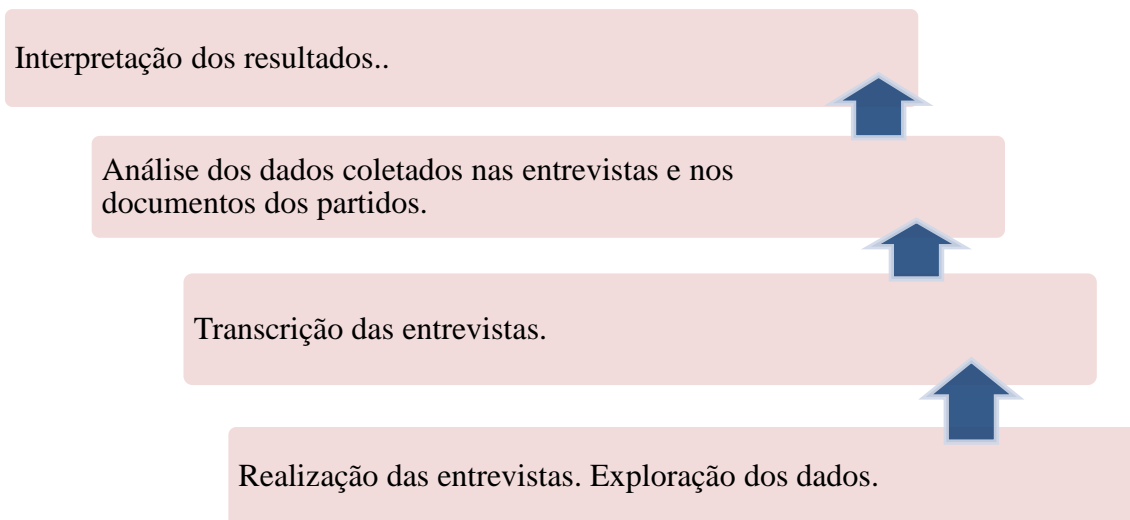 Interpretação dos resultados..
Análise dos dados coletados nas entrevistas e nos
documentos dos partidos.
Transcrição das entrevistas.
Realização das entrevistas. Exploração dos dados.